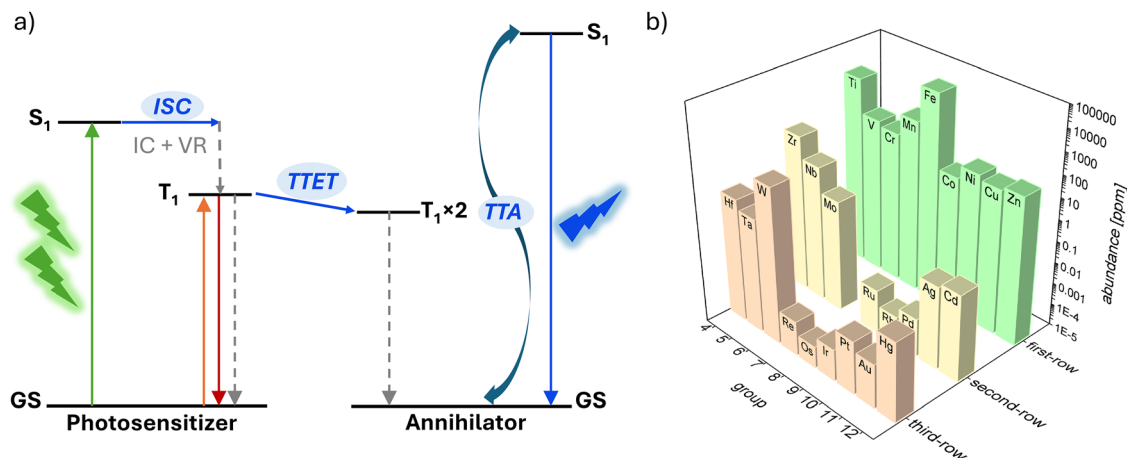 a)
S₁
ISC
IC + VR
T₁
TTET
T₁×2
TTA
S₁
GS
GS
Photosensitizer
Annihilator
b)
Ti
V
Cr
Mn
Fe
Co
Ni
Cu
Zn
Zr
Nb
Mo
Ru
Rh
Pd
Ag
Cd
Hf
Ta
W
Re
Os
Ir
Pt
Au
Hg
100000
10000
1000
100
10
1
0.1
0.01
0.001
1E-4
1E-5
abundance [ppm]
4
5
6
7
8
9
10
11
12
group
first-row
second-row
third-row